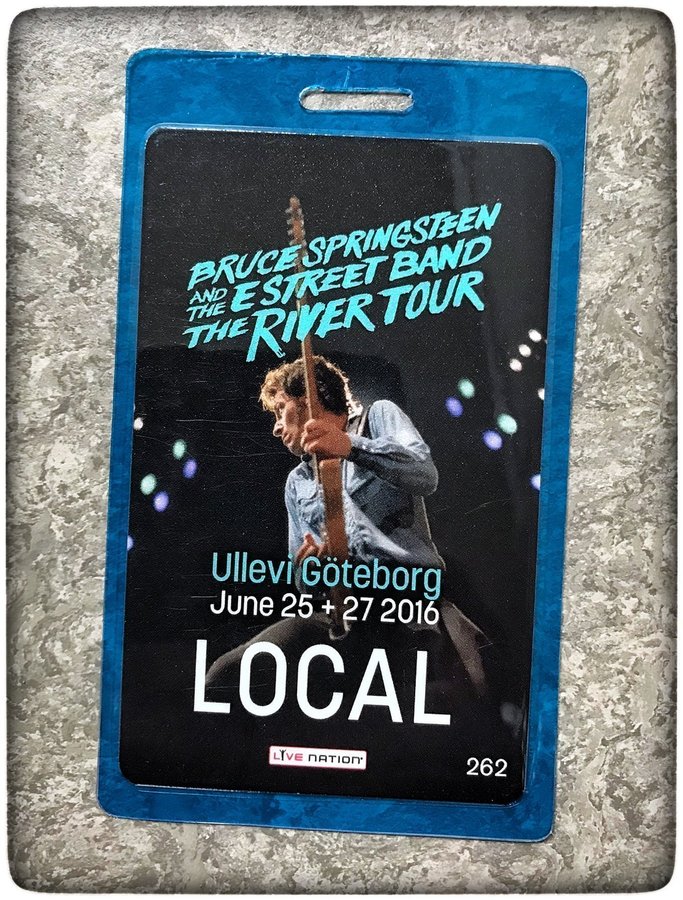 BRUCE SPRINGSTEEN
AND THE E STREET BAND
THE RIVER TOUR
Ullevi Göteborg
June 25 + 27 2016
LOCAL
LIVE NATION
262